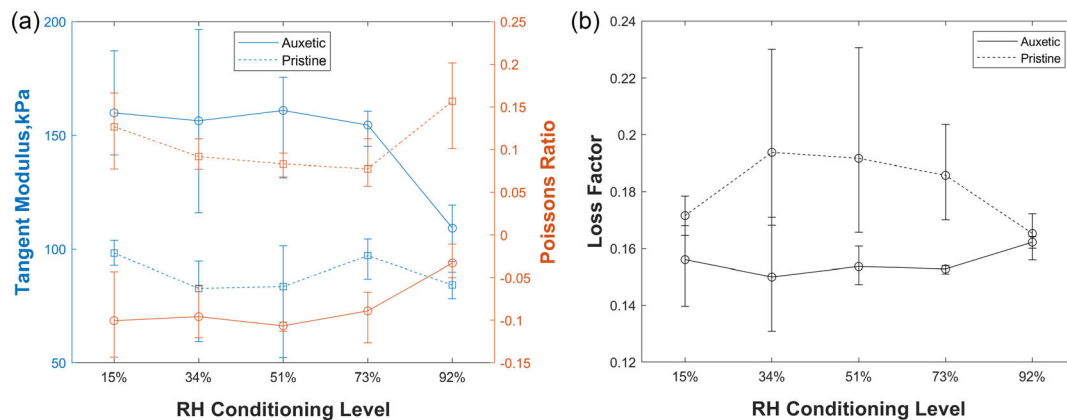 (a)
200
150
100
50
Tangent Modulus,kPa
Auxetic
Pristine
0.25
0.2
0.15
0.1
0.05
0
-0.05
-0.1
-0.15
Poissons Ratio
15% 34% 51% 73% 92%
RH Conditioning Level
(b)
0.24
0.22
0.2
0.18
0.16
0.14
0.12
Loss Factor
Auxetic
Pristine
15% 34% 51% 73% 92%
RH Conditioning Level